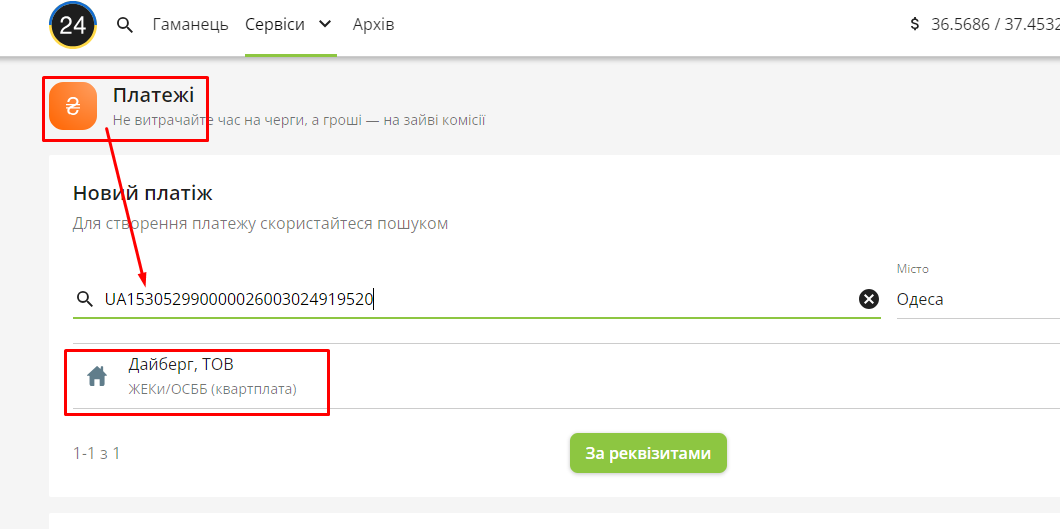 24 Гаманець Сервіси Архів $ 36.5686 / 37.4532
₴ Платежі
Не витрачайте час на черги, а гроші — на зайві комісії
Новий платіж
Для створення платежу скористайтеся пошуком
Місто
UA153052990000026003024919520 Одеса
Дайберг, ТОВ
ЖЕКи/ОСББ (квартплата)
1-1 з 1 За реквізитами